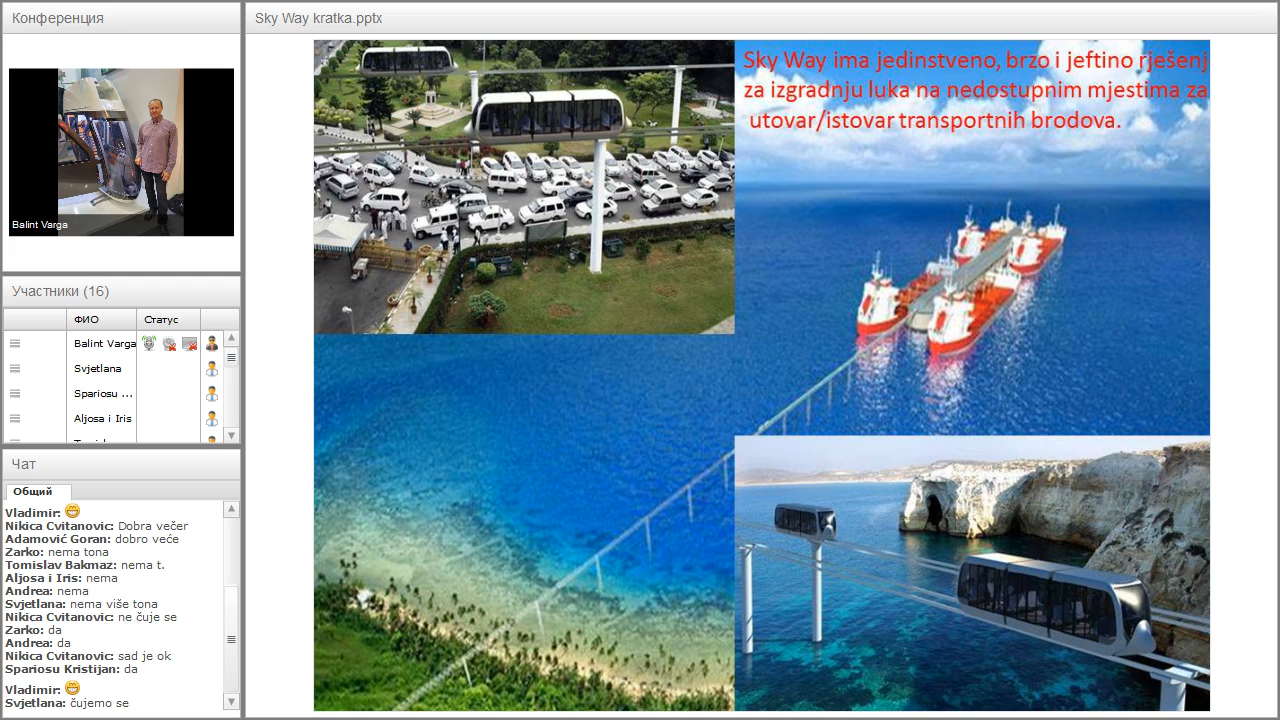 Конференция
Balint Varga
Участники (16)
ФИО Статус
Balint Varga
Svjetlana
Spariosu ...
Aljosa i Iris
Чат
Общий
Vladimir:
Nikica Cvitanovic: Dobra večer
Adamović Goran: dobro veće
Zarko: nema tona
Tomislav Bakmaz: nema t.
Aljosa i Iris: nema
Andrea: nema
Svjetlana: nema više tona
Nikica Cvitanovic: ne čuje se
Zarko: da
Andrea: da
Nikica Cvitanovic: sad je ok
Spariosu Kristijan: da
Vladimir:
Svjetlana: čujemo se
Sky Way kratka.pptx
Sky Way ima jedinstveno, brzo i jeftino rješenj
za izgradnju luka na nedostupnim mjestima za
utovar/istovar transportnih brodova.